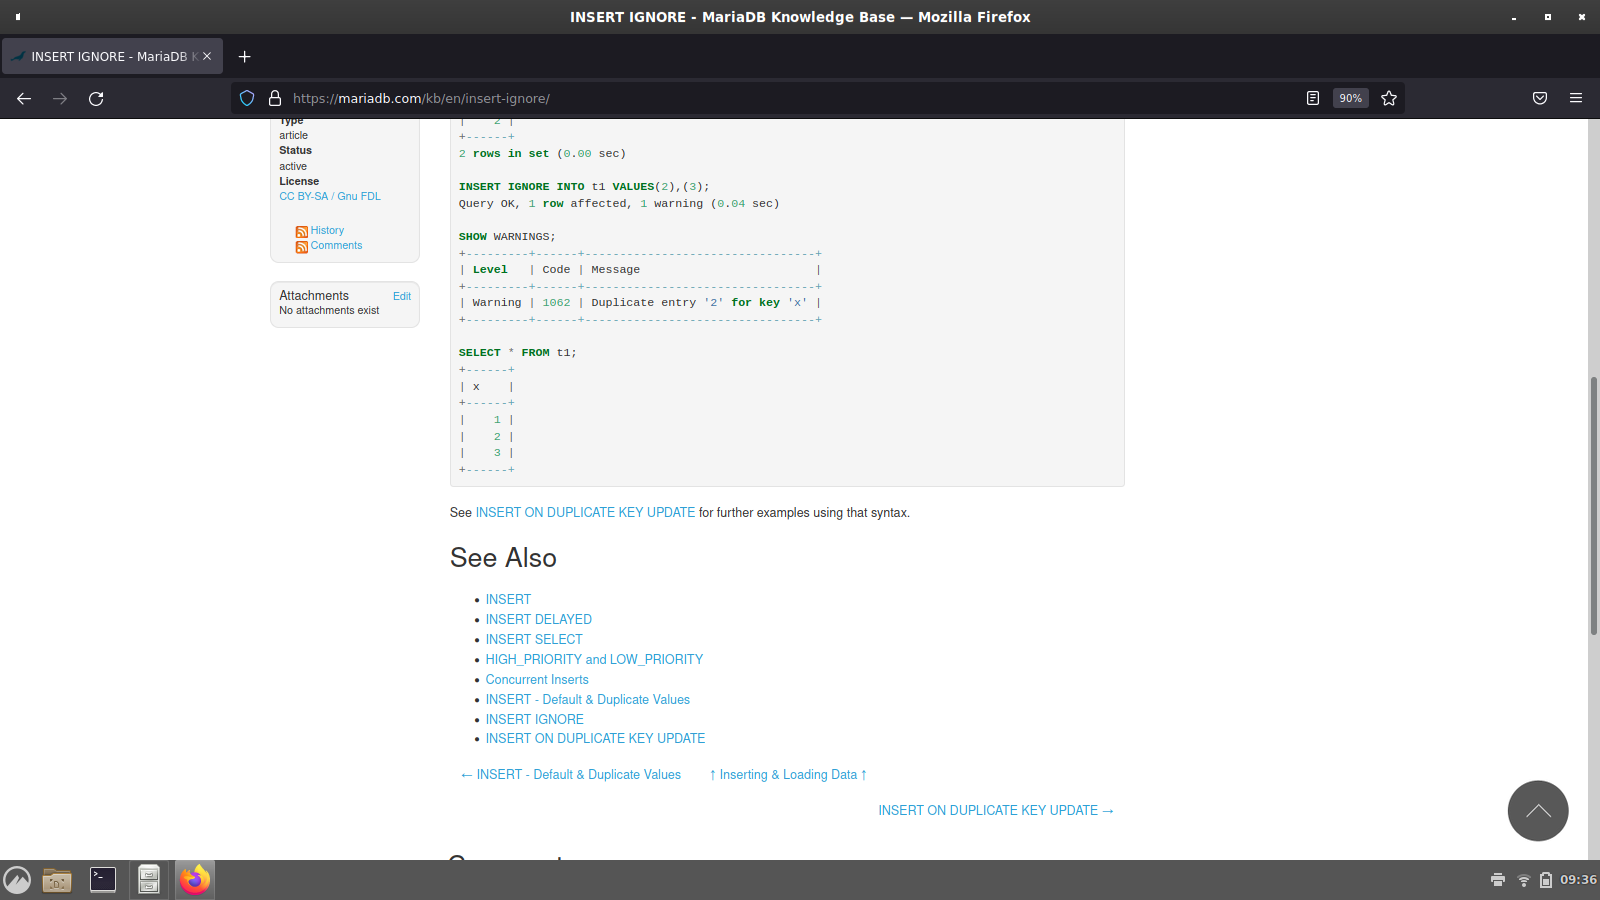 INSERT IGNORE - MariaDB Knowledge Base — Mozilla Firefox
INSERT IGNORE - MariaDB K
https://mariadb.com/kb/en/insert-ignore/
90%
Type
article
Status
active
License
CC BY-SA / Gnu FDL
History
Comments
Attachments Edit
No attachments exist
|    2 |
+------+
2 rows in set (0.00 sec)
INSERT IGNORE INTO t1 VALUES(2),(3);
Query OK, 1 row affected, 1 warning (0.04 sec)
SHOW WARNINGS;
+---------+------+---------------------------------+
| Level   | Code | Message                         |
+---------+------+---------------------------------+
| Warning | 1062 | Duplicate entry '2' for key 'x' |
+---------+------+---------------------------------+
SELECT * FROM t1;
+------+
| x    |
+------+
|    1 |
|    2 |
|    3 |
+------+
See INSERT ON DUPLICATE KEY UPDATE for further examples using that syntax.
See Also
• INSERT
• INSERT DELAYED
• INSERT SELECT
• HIGH_PRIORITY and LOW_PRIORITY
• Concurrent Inserts
• INSERT - Default & Duplicate Values
• INSERT IGNORE
• INSERT ON DUPLICATE KEY UPDATE
← INSERT - Default & Duplicate Values ↑ Inserting & Loading Data ↑
INSERT ON DUPLICATE KEY UPDATE →
09:36